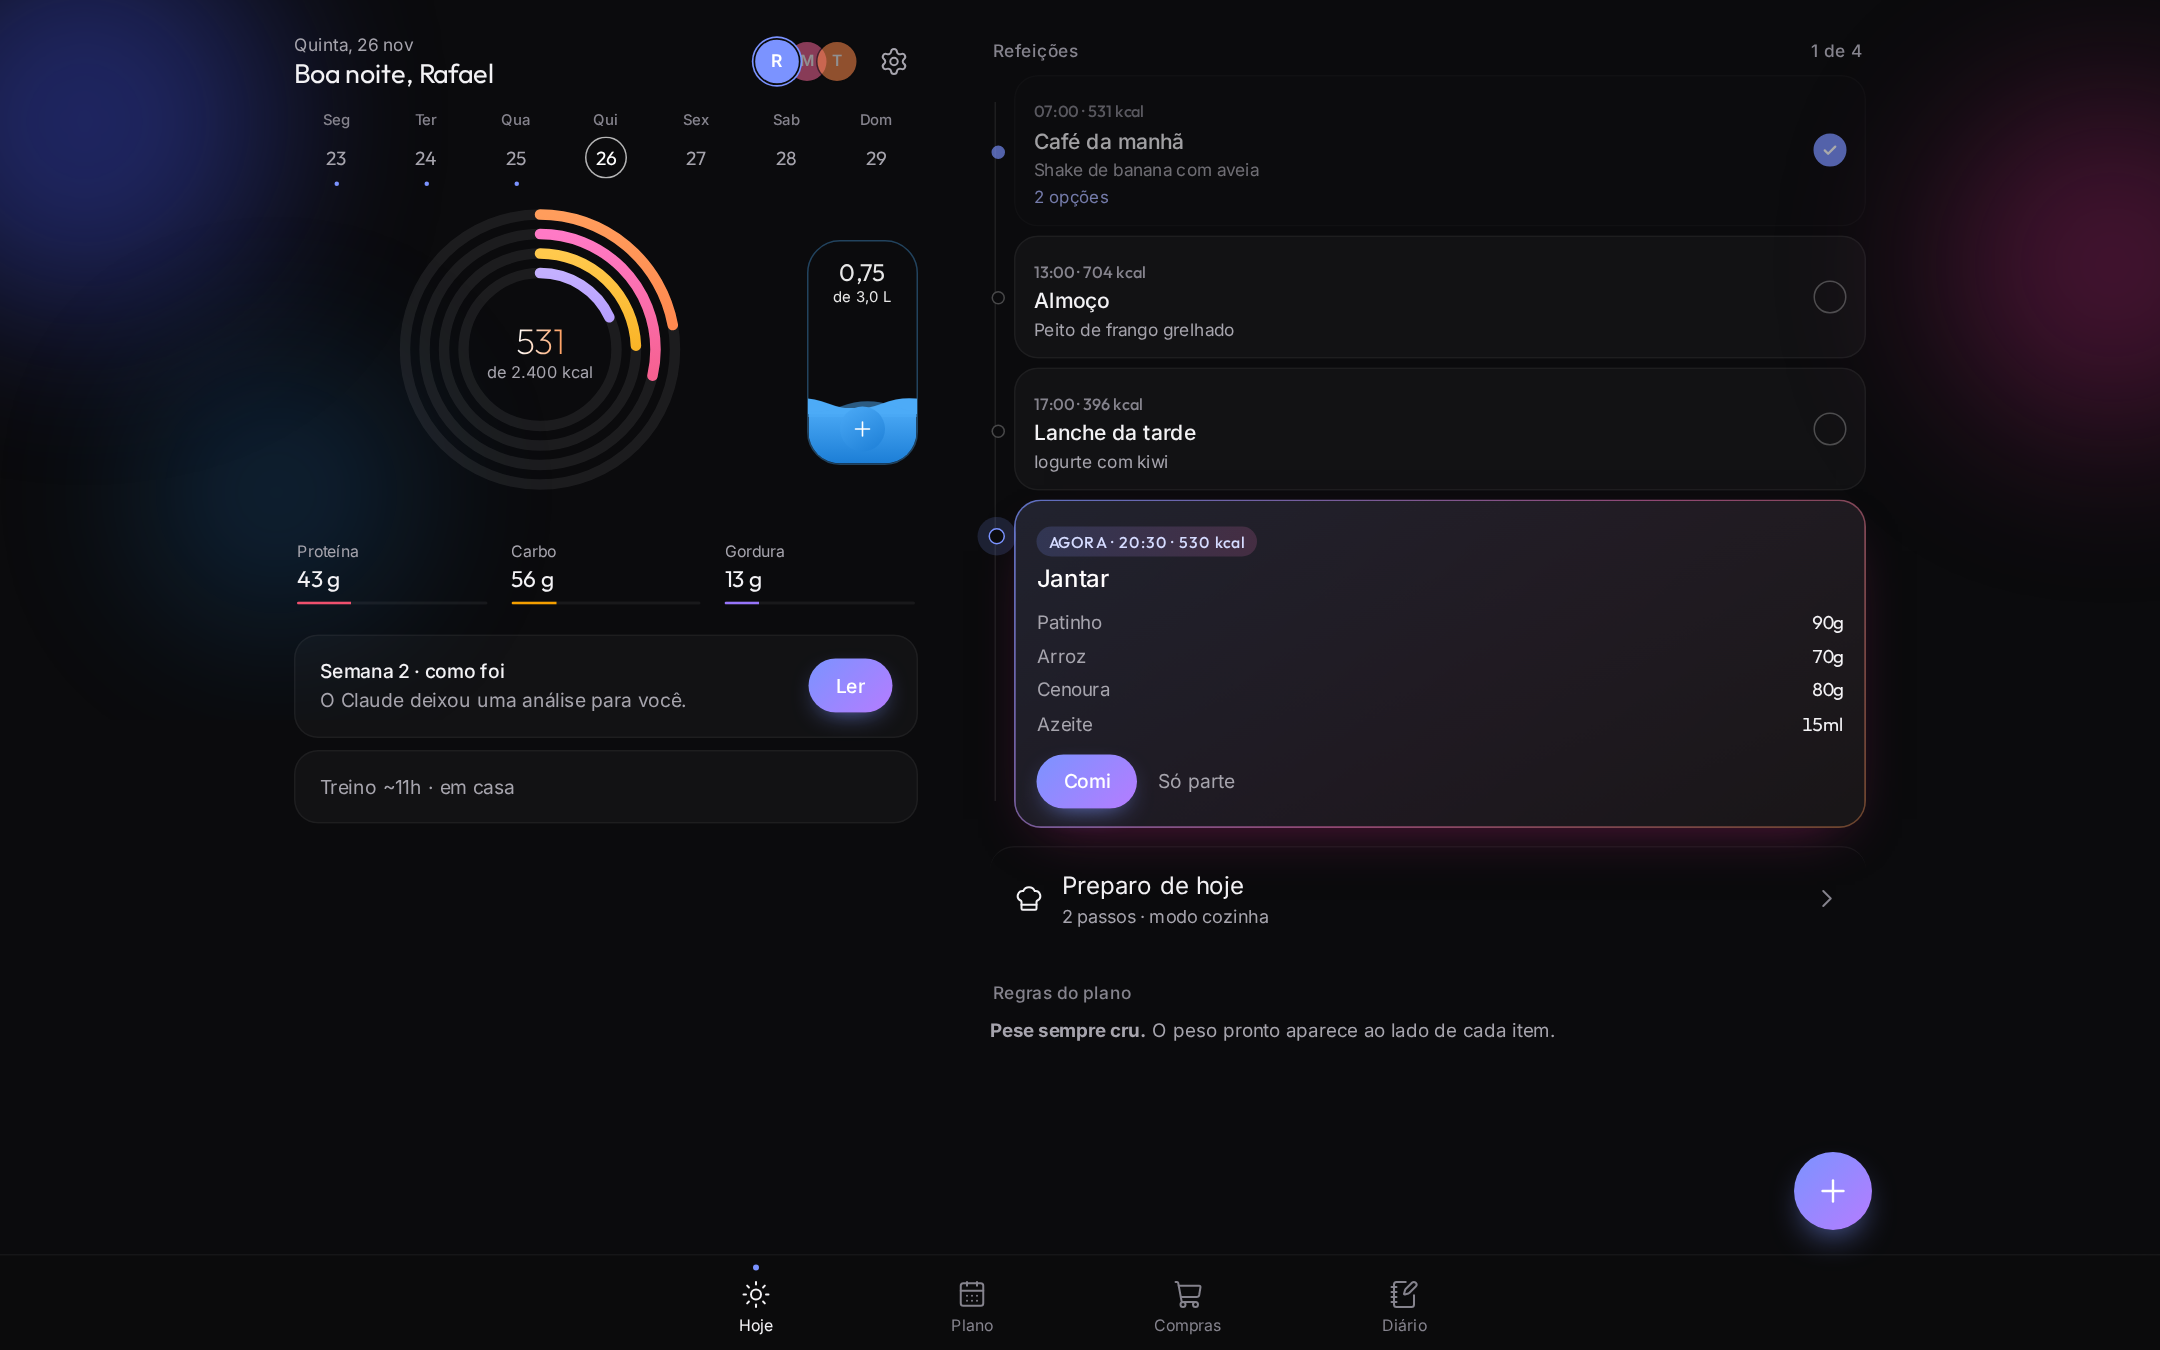 Quinta, 26 nov
Boa noite, Rafael
R M T
Seg Ter Qua Qui Sex Sab Dom
23 24 25 26 27 28 29
531
de 2.400 kcal
0,75
de 3,0 L
Proteína Carbo Gordura
43 g 56 g 13 g
Semana 2 · como foi
O Claude deixou uma análise para você.
Ler
Treino ~11h · em casa
Refeições 1 de 4
07:00 · 531 kcal
Café da manhã
Shake de banana com aveia
2 opções
13:00 · 704 kcal
Almoço
Peito de frango grelhado
17:00 · 396 kcal
Lanche da tarde
Iogurte com kiwi
AGORA · 20:30 · 530 kcal
Jantar
Patinho 90g
Arroz 70g
Cenoura 80g
Azeite 15ml
Comi Só parte
Preparo de hoje
2 passos · modo cozinha
Regras do plano
Pese sempre cru. O peso pronto aparece ao lado de cada item.
Hoje Plano Compras Diário